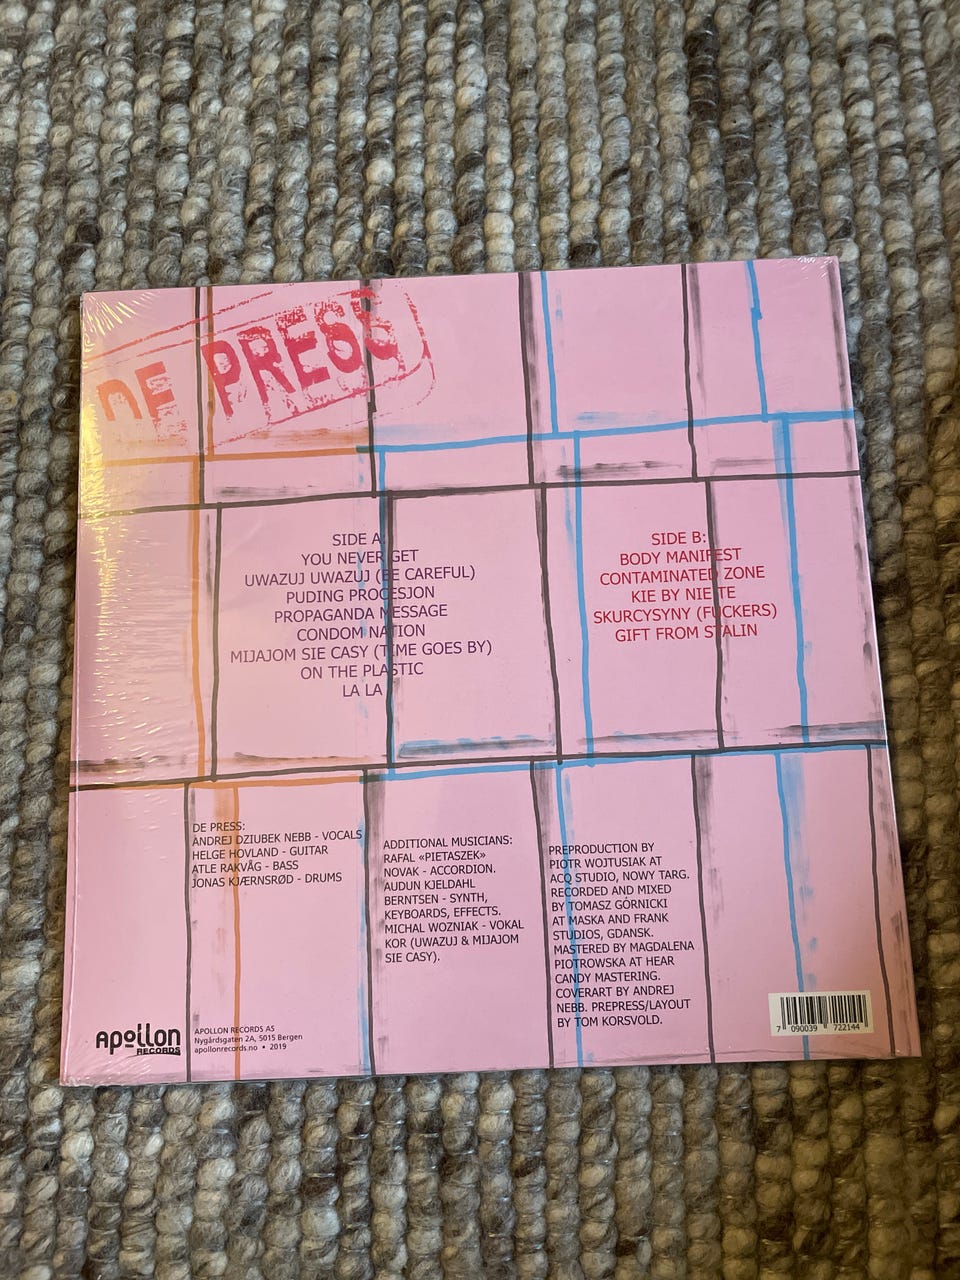 DE PRESS
SIDE A:
YOU NEVER GET
UWAZUJ UWAZUJ (BE CAREFUL)
PUDING PROCESJON
PROPAGANDA MESSAGE
CONDOM NATION
MIJAJOM SIE CASY (TIME GOES BY)
ON THE PLASTIC
LA LA
SIDE B:
BODY MANIFEST
CONTAMINATED ZONE
KIE BY NIE TE
SKURCYSYNY (FUCKERS)
GIFT FROM STALIN
DE PRESS:
ANDREJ DZIUBEK NEBB - VOCALS
HELGE HOVLAND - GUITAR
ATLE RAKVÅG - BASS
JONAS KJÆRNSRØD - DRUMS
ADDITIONAL MUSICIANS:
RAFAL «PIETASZEK»
NOVAK - ACCORDION.
AUDUN KJELDAHL
BERNTSEN - SYNTH,
KEYBOARDS, EFFECTS.
MICHAL WOZNIAK - VOKAL
KOR (UWAZUJ & MIJAJOM
SIE CASY).
PREPRODUCTION BY
PIOTR WOJTUSIAK AT
ACQ STUDIO, NOWY TARG.
RECORDED AND MIXED
BY TOMASZ GÓRNICKI
AT MASKA AND FRANK
STUDIOS, GDANSK.
MASTERED BY MAGDALENA
PIOTROWSKA AT HEAR
CANDY MASTERING.
COVERART BY ANDREJ
NEBB. PREPRESS/LAYOUT
BY TOM KORSVOLD.
apollon
RECORDS
APOLLON RECORDS AS
Nygårdsgaten 2A, 5015 Bergen
apollonrecords.no • 2019
7 090039 722144